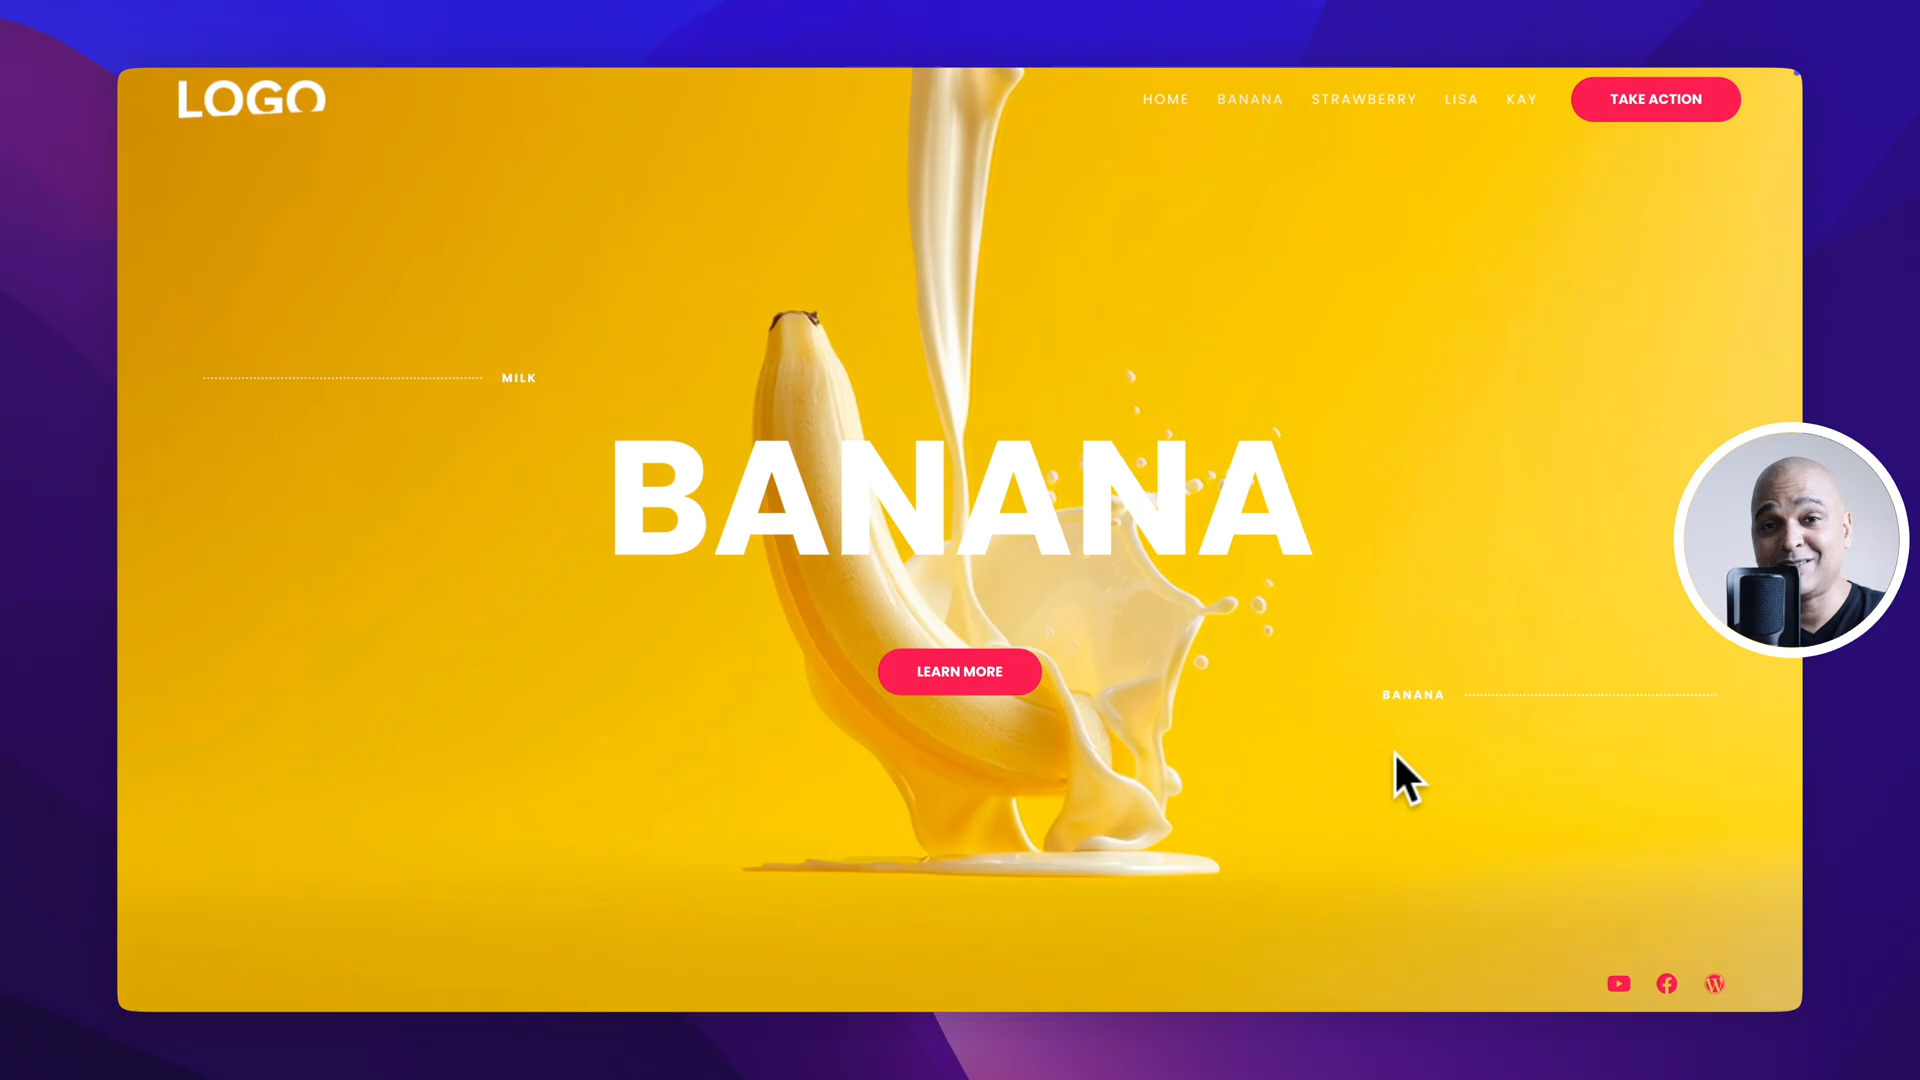 LOGO
HOME BANANA STRAWBERRY LISA KAY TAKE ACTION
MILK
BANANA
LEARN MORE
BANANA